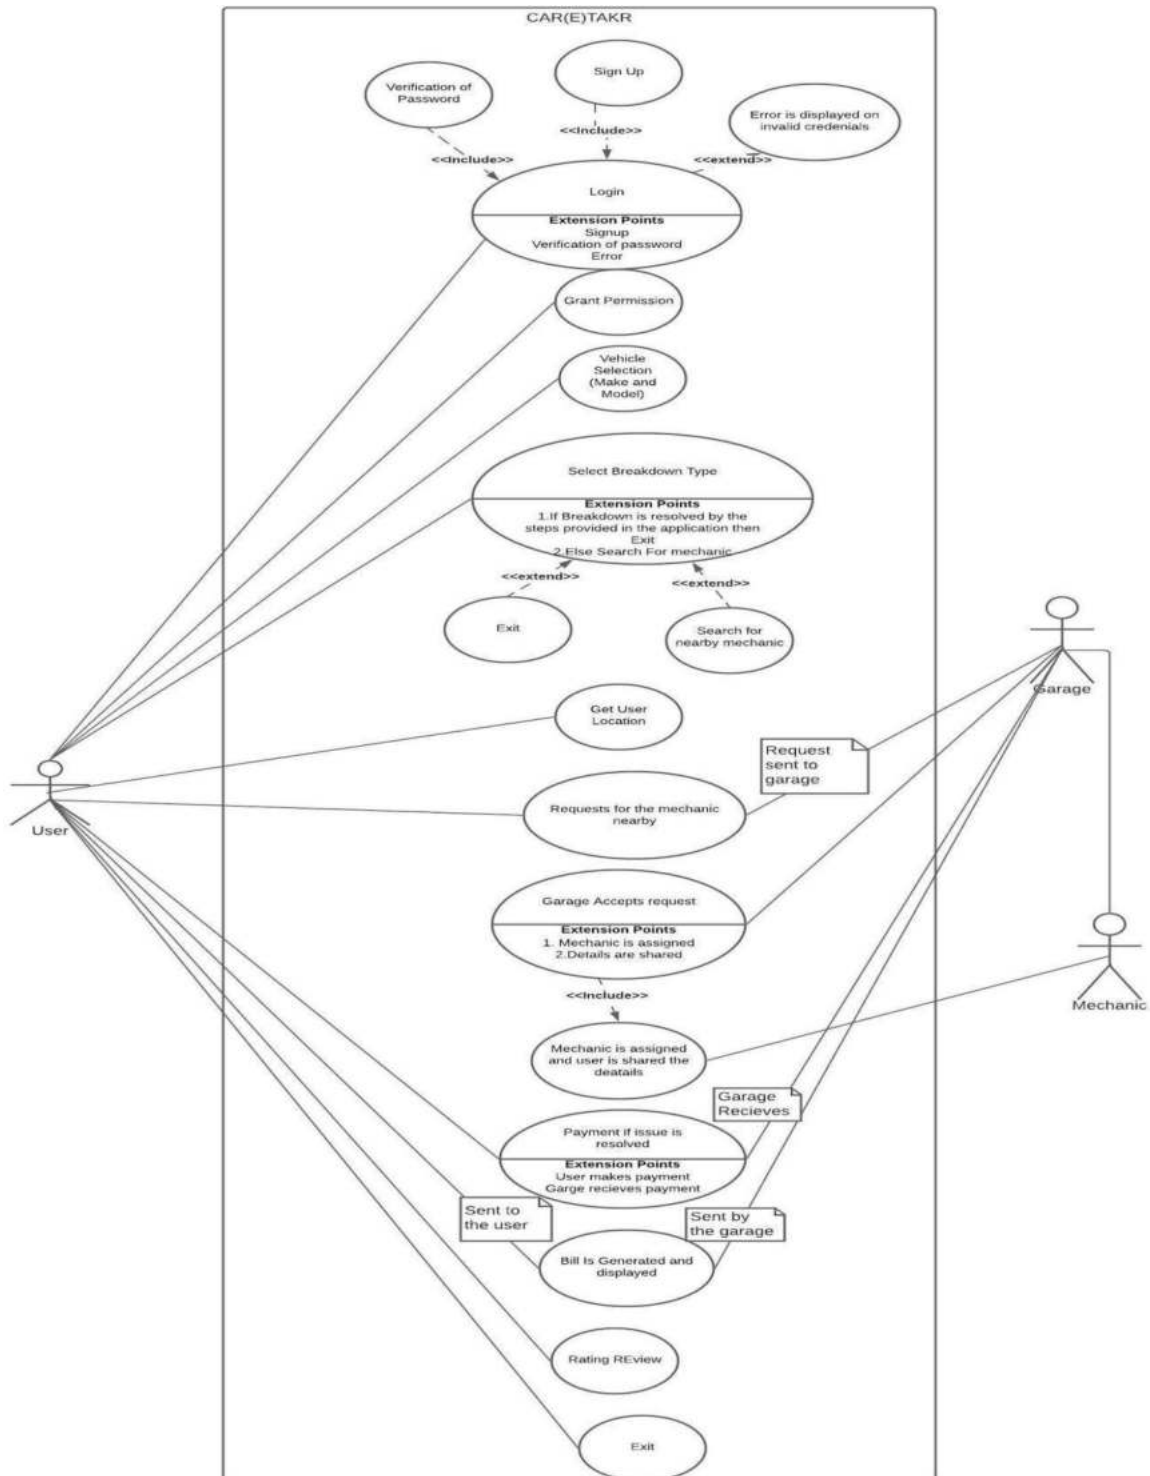 CAR(E)TAKR
Sign Up
Verification of
Password
Error is displayed on
invalid credenials
<<Include>>
<<Include>>
<<extend>>
Login
Extension Points
Signup
Verification of password
Error
Grant Permission
Vehicle
Selection
(Make and
Model)
Select Breakdown Type
Extension Points
1.If Breakdown is resolved by the
steps provided in the application then
Exit
2.Else Search For mechanic
<<extend>>
<<extend>>
Exit
Search for
nearby mechanic
Garage
Get User
Location
Request
sent to
garage
User
Requests for the mechanic
nearby
Garage Accepts request
Extension Points
1. Mechanic is assigned
2.Details are shared
<<Include>>
Mechanic
Mechanic is assigned
and user is shared the
deatails
Garage
Recieves
Payment if issue is
resolved
Extension Points
User makes payment
Garge recieves payment
Sent to
the user
Sent by
the garage
Bill Is Generated and
displayed
Rating REview
Exit